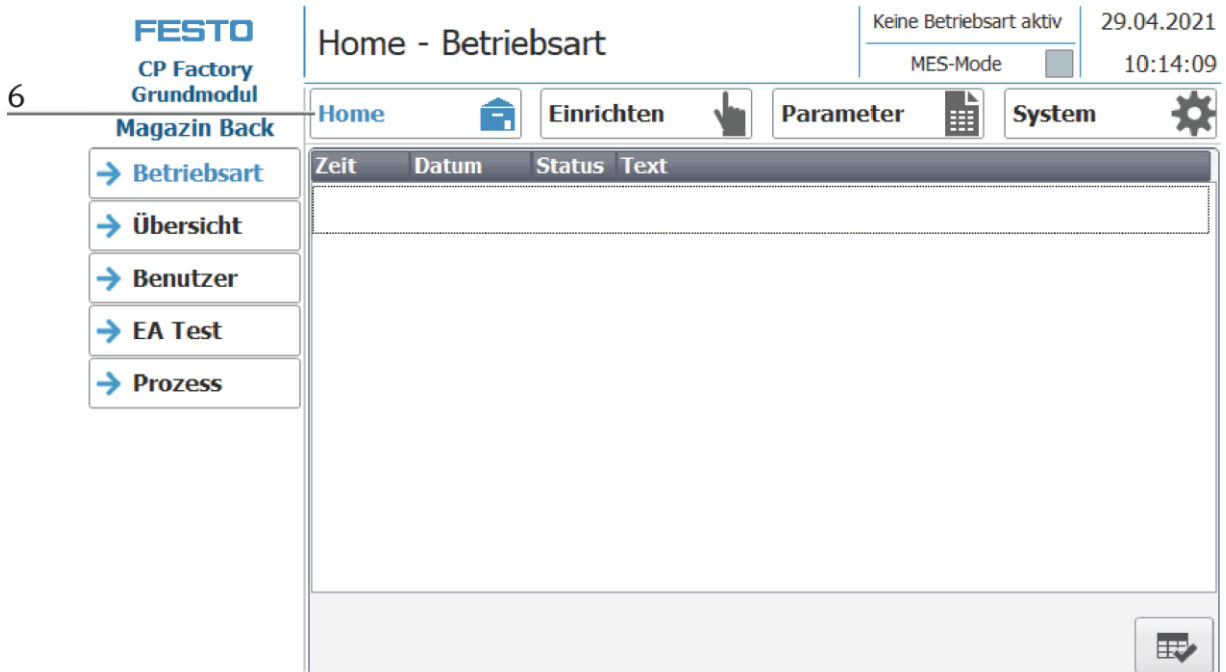 FESTO
CP Factory
Grundmodul
Magazin Back
Home - Betriebsart
Keine Betriebsart aktiv
MES-Mode
29.04.2021
10:14:09
6
Home
Einrichten
Parameter
System
Betriebsart
Übersicht
Benutzer
EA Test
Prozess
Zeit Datum Status Text